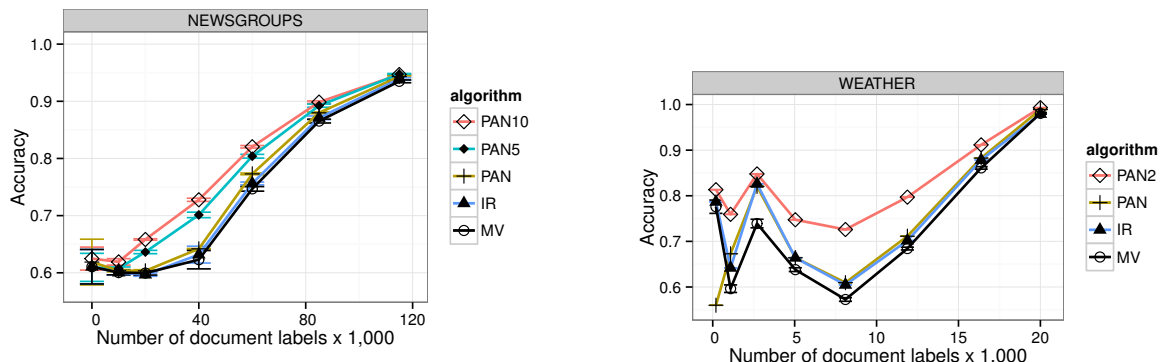 NEWSGROUPS
1.0
0.9
0.8
0.7
0.6
Accuracy
0 40 80 120
Number of document labels x 1,000
algorithm
PAN10
PAN5
PAN
IR
MV
WEATHER
1.0
0.9
0.8
0.7
0.6
Accuracy
0 5 10 15 20
Number of document labels x 1.000
algorithm
PAN2
PAN
IR
MV